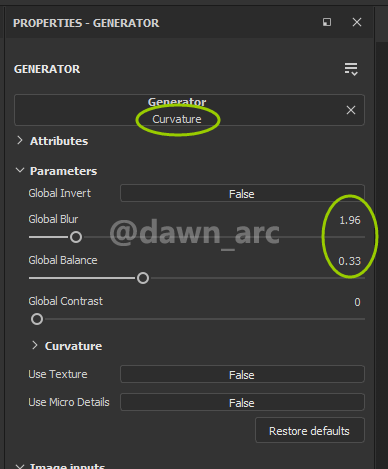 PROPERTIES - GENERATOR
GENERATOR
Generator
Curvature
Attributes
Parameters
Global Invert False
Global Blur 1.96
@dawn_arc
Global Balance 0.33
Global Contrast 0
Curvature
Use Texture False
Use Micro Details False
Restore defaults
Image inputs